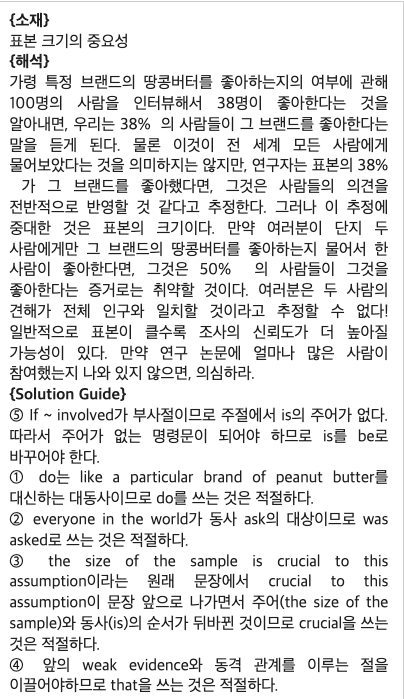 {소재}
표본 크기의 중요성
{해석}
가령 특정 브랜드의 땅콩버터를 좋아하는지의 여부에 관해
100명의 사람을 인터뷰해서 38명이 좋아한다는 것을
알아내면, 우리는 38% 의 사람들이 그 브랜드를 좋아한다는
말을 듣게 된다. 물론 이것이 전 세계 모든 사람에게
물어보았다는 것을 의미하지는 않지만, 연구자는 표본의 38%
가 그 브랜드를 좋아했다면, 그것은 사람들의 의견을
전반적으로 반영할 것 같다고 추정한다. 그러나 이 추정에
중대한 것은 표본의 크기이다. 만약 여러분이 단지 두
사람에게만 그 브랜드의 땅콩버터를 좋아하는지 물어서 한
사람이 좋아한다면, 그것은 50% 의 사람들이 그것을
좋아한다는 증거로는 취약할 것이다. 여러분은 두 사람의
견해가 전체 인구와 일치할 것이라고 추정할 수 없다!
일반적으로 표본이 클수록 조사의 신뢰도가 더 높아질
가능성이 있다. 만약 연구 논문에 얼마나 많은 사람이
참여했는지 나와 있지 않으면, 의심하라.
{Solution Guide}
⑤ If ~ involved가 부사절이므로 주절에서 is의 주어가 없다.
따라서 주어가 없는 명령문이 되어야 하므로 is를 be로
바꾸어야 한다.
① do는 like a particular brand of peanut butter를
대신하는 대동사이므로 do를 쓰는 것은 적절하다.
② everyone in the world가 동사 ask의 대상이므로 was
asked로 쓰는 것은 적절하다.
③ the size of the sample is crucial to this
assumption이라는 원래 문장에서 crucial to this
assumption이 문장 앞으로 나가면서 주어(the size of the
sample)와 동사(is)의 순서가 뒤바뀐 것이므로 crucial을 쓰는
것은 적절하다.
④ 앞의 weak evidence와 동격 관계를 이루는 절을
이끌어야하므로 that을 쓰는 것은 적절하다.